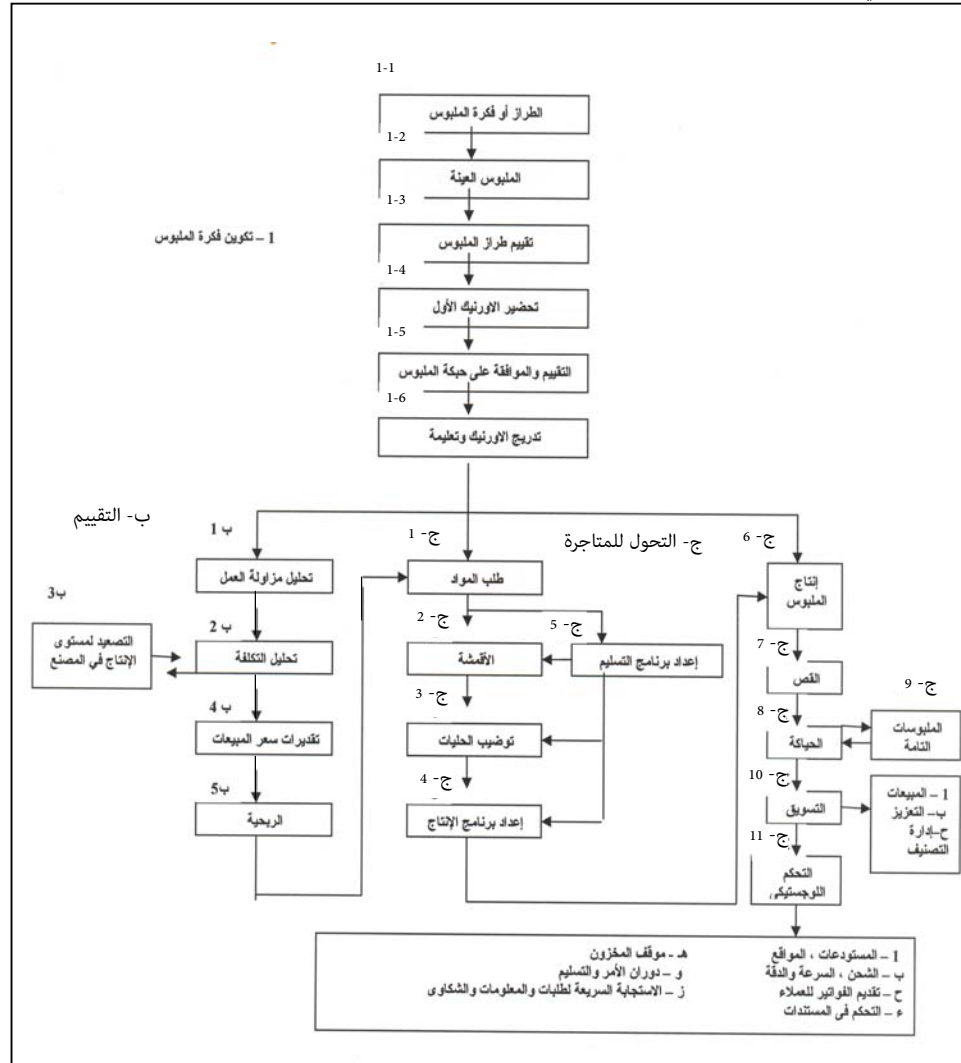 1-1
الطراز أو فكرة الملبوس
1-2
الملبوس العينة
1-3
1 – تكوين فكرة الملبوس
تقييم طراز الملبوس
1-4
تحضير الاورنيك الأول
1-5
التقييم والموافقة على حبكة الملبوس
1-6
تدريج الاورنيك وتعليمة
ب- التقييم
ب 1
تحليل مزاولة العمل
ب 2
تحليل التكلفة
ب3
التصعيد لمستوى
الإنتاج في المصنع
ب 4
تقديرات سعر المبيعات
ب5
الربحية
ج- التحول للمتاجرة
ج- 1
طلب المواد
ج- 2
الأقمشة
ج- 3
توضيب الحليات
ج- 4
إعداد برنامج الإنتاج
ج- 5
إعداد برنامج التسليم
ج- 6
إنتاج
الملبوس
ج- 7
القص
ج- 8
الحياكة
ج- 9
الملبوسات
التامة
ج- 10
التسويق
1 – المبيعات
ب– التعزيز
ح–إدارة
التصنيف
ج- 11
التحكم
اللوجستيكى
1 – المستودعات ، المواقع
ب – الشحن ، السرعة والدقة
ح – تقديم الفواتير للعملاء
ء – التحكم فى المستندات
هـ - موقف المخزون
و – دوران الأمر والتسليم
ز – الاستجابة السريعة لطلبات والمعلومات والشكاوى